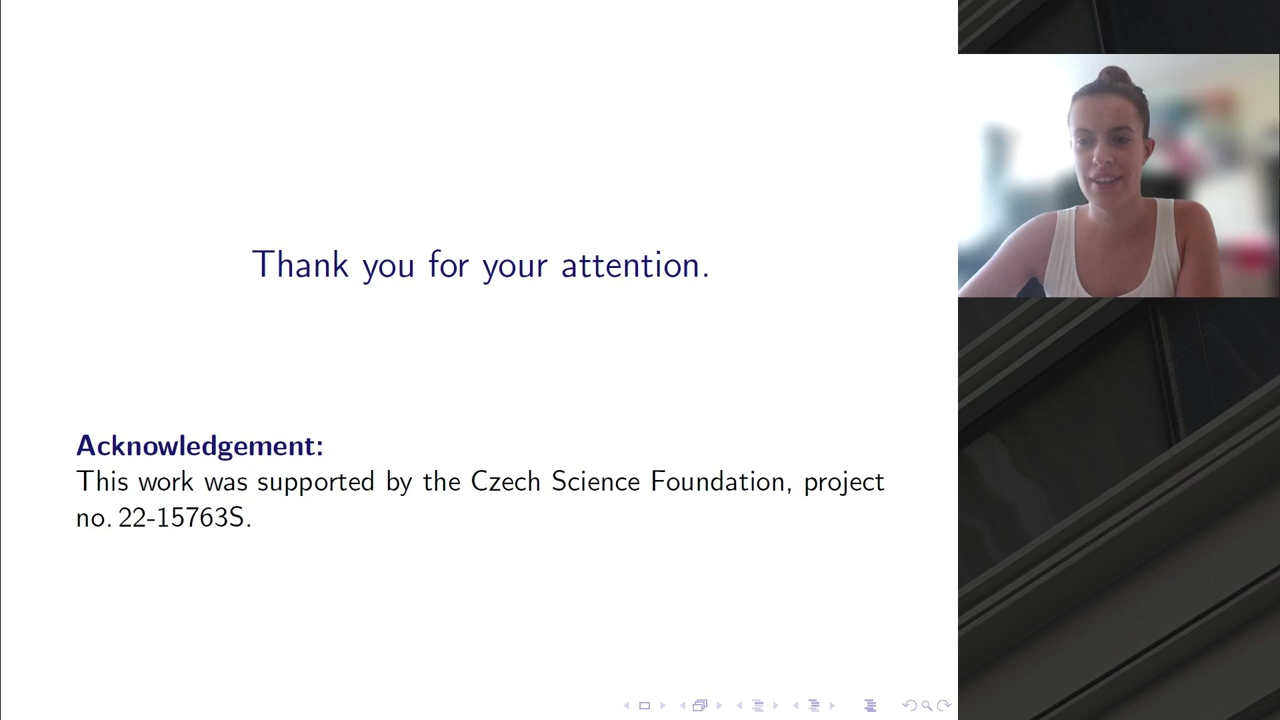 Thank you for your attention.
Acknowledgement:
This work was supported by the Czech Science Foundation, project
no. 22-15763S.